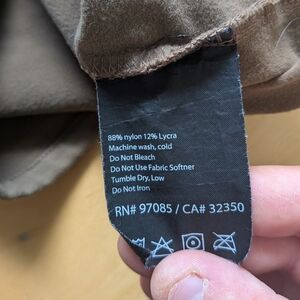 88% nylon 12% Lycra
Machine wash, cold
Do Not Bleach
Do Not Use Fabric Softner
Tumble Dry, Low
Do Not Iron
RN# 97085 / CA# 32350